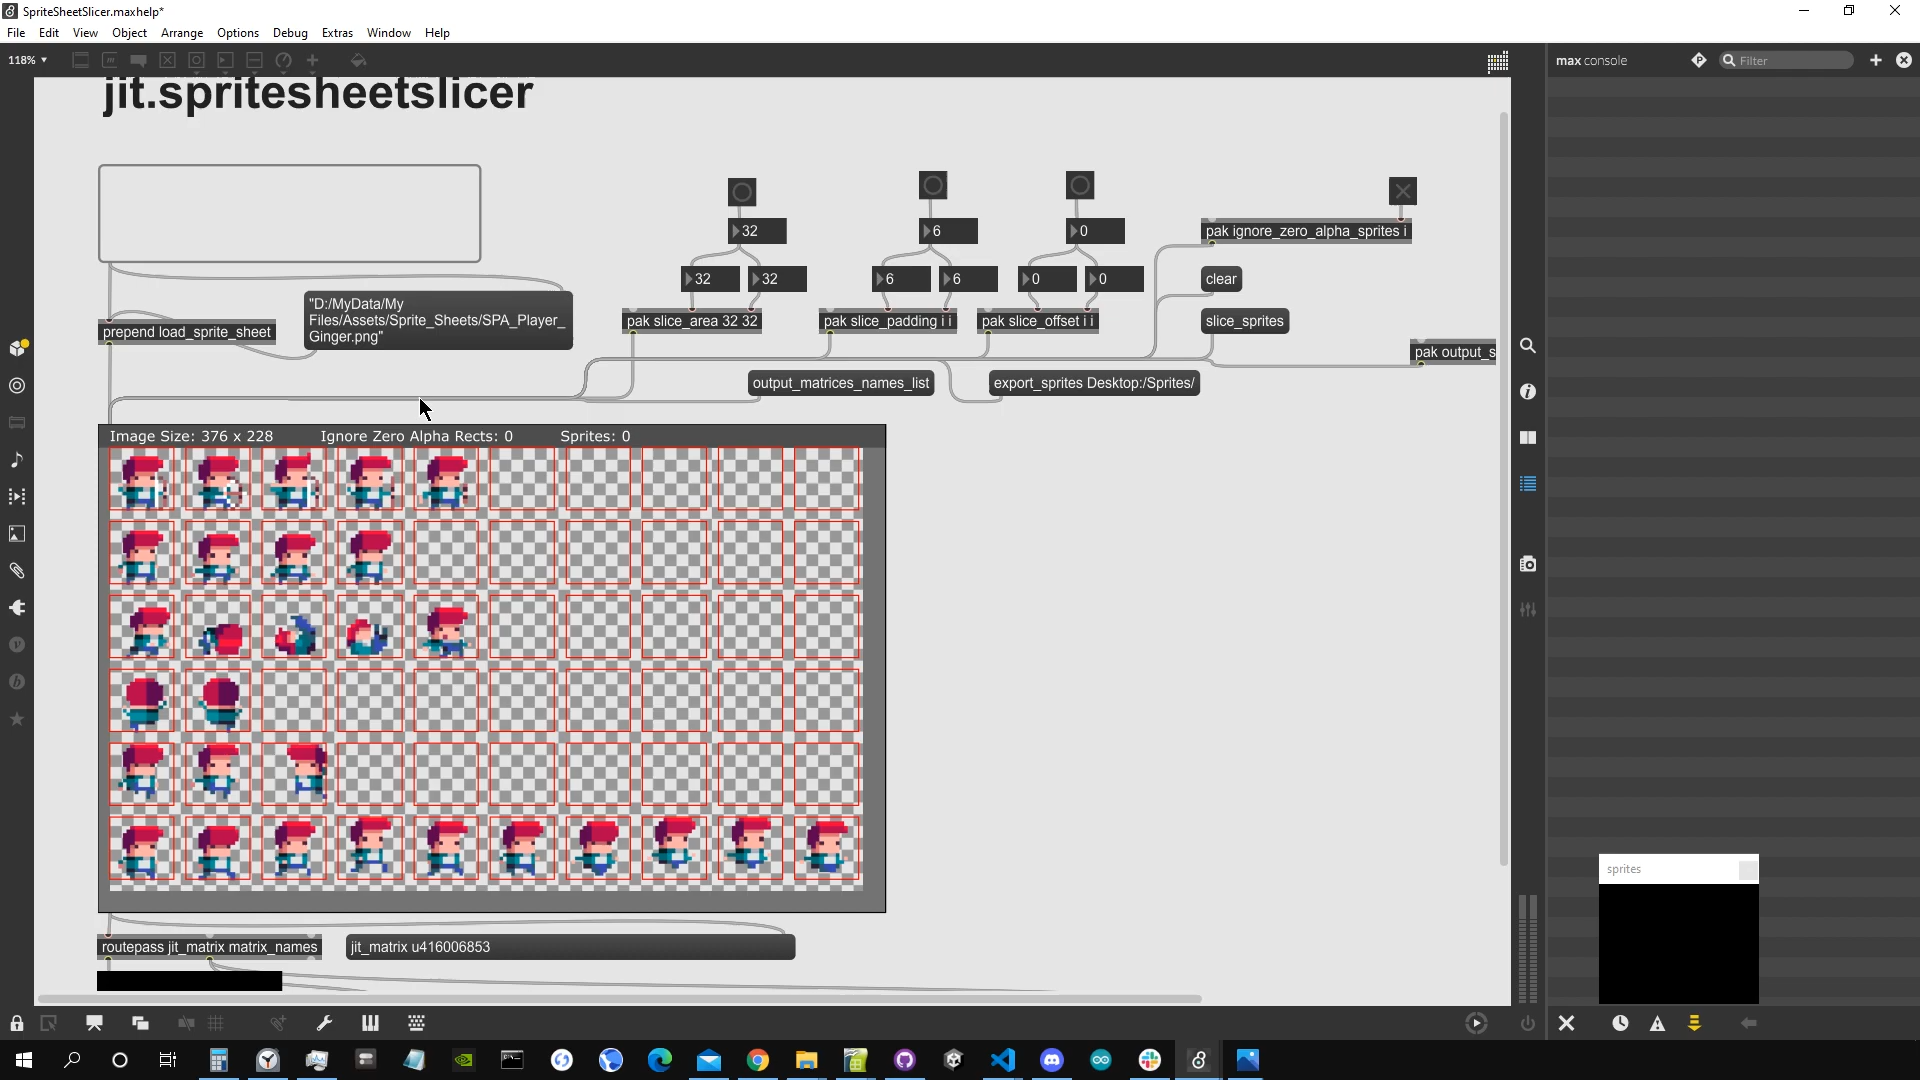 SpriteSheetSlicer.maxhelp*
File Edit View Object Arrange Options Debug Extras Window Help
118%
max console
Filter
jit.spritesheetslicer
32
6
0
pak ignore_zero_alpha_sprites i
32 32
6 6
0 0
clear
"D:/MyData/My
Files/Assets/Sprite_Sheets/SPA_Player_
Ginger.png"
prepend load_sprite_sheet
pak slice_area 32 32
pak slice_padding i i
pak slice_offset i i
slice_sprites
pak output_s
output_matrices_names_list
export_sprites Desktop:/Sprites/
Image Size: 376 x 228 Ignore Zero Alpha Rects: 0 Sprites: 0
sprites
routepass jit_matrix matrix_names
jit_matrix u416006853